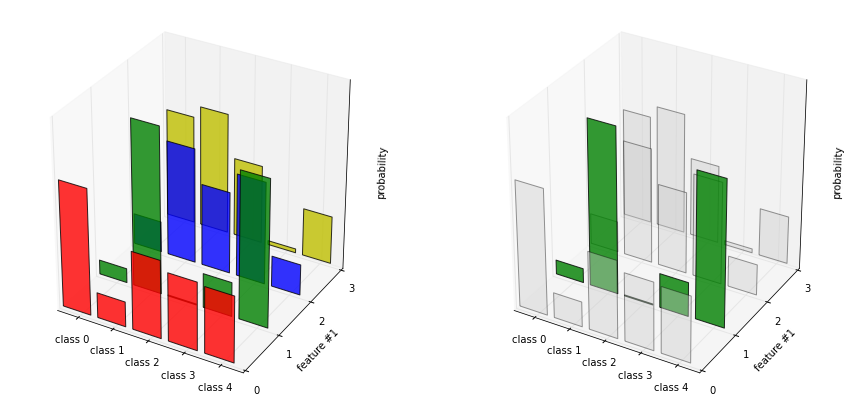 probability
class 0
class 1
class 2
class 3
class 4
0
1
2
3
feature #1
probability
class 0
class 1
class 2
class 3
class 4
0
1
2
3
feature #1